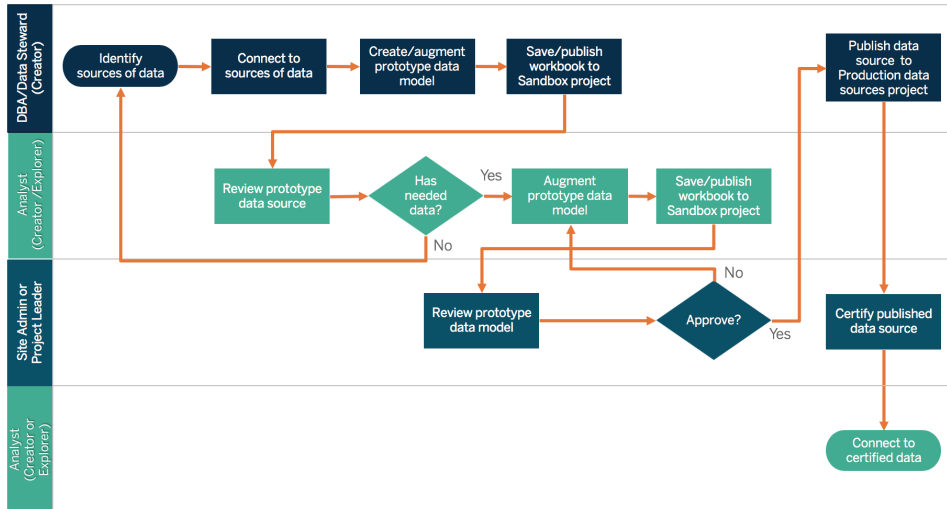 DBA/Data Steward
(Creator)
Identify
sources of data
Connect to
sources of data
Create/augment
prototype data
model
Save/publish
workbook to
Sandbox project
Publish data
source to
Production data
sources project
Analyst
(Creator /Explorer)
Review prototype
data source
Has
needed
data?
Yes
No
Augment
prototype data
model
Save/publish
workbook to
Sandbox project
Site Admin or
Project Leader
Review prototype
data model
Approve?
No
Yes
Certify published
data source
Analyst
(Creator or
Explorer)
Connect to
certified data